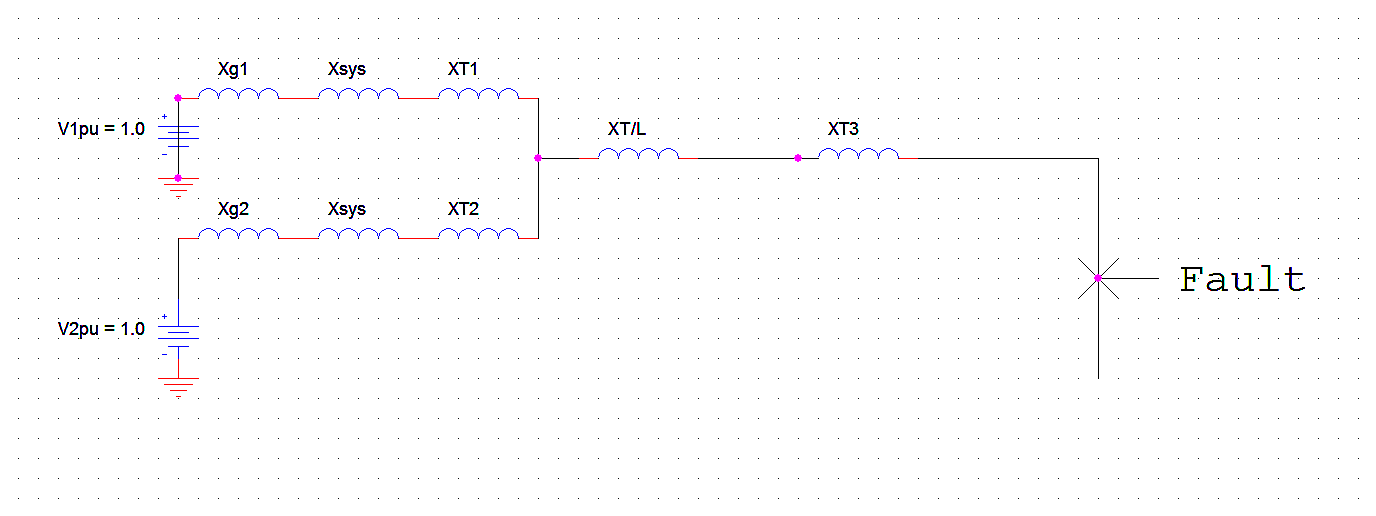 Xg1 Xsys XT1
V1pu = 1.0
XT/L XT3
Xg2 Xsys XT2
Fault
V2pu = 1.0